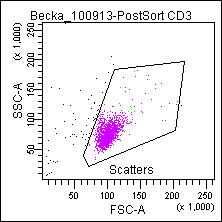 Becka_100913-PostSort CD3
(x 1,000)
SSC-A
50 100 150 200 250
Scatters
50 100 150 200 250
FSC-A
(x 1,000)